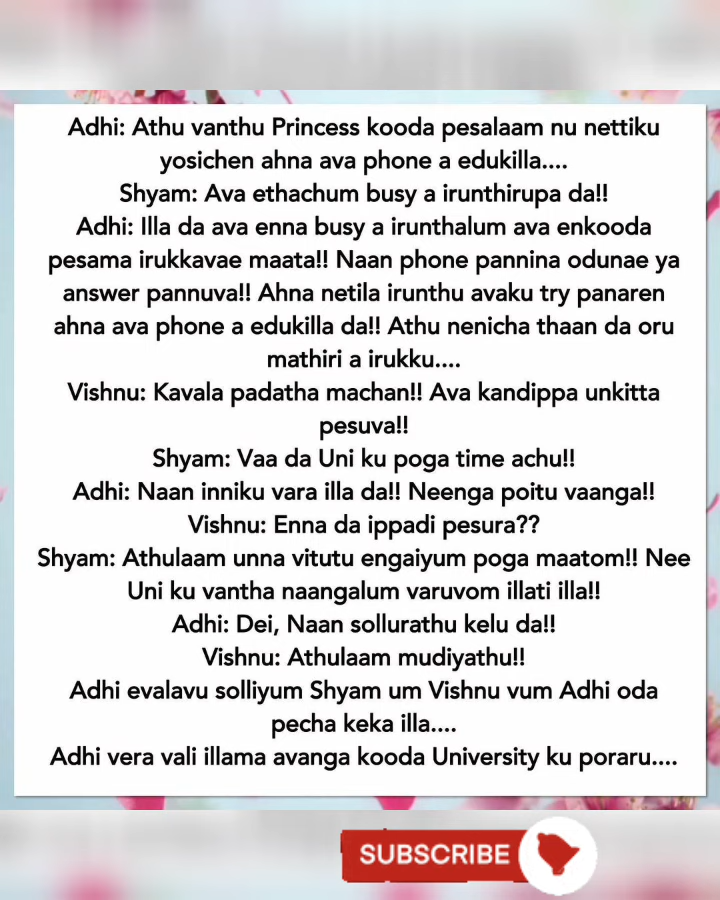 Adhi: Athu vanthu Princess kooda pesalaam nu nettiku
yosichen ahna ava phone a edukilla....
Shyam: Ava ethachum busy a irunthirupa da!!
Adhi: Illa da ava enna busy a irunthalum ava enkooda
pesama irukkavae maata!! Naan phone pannina odunae ya
answer pannuva!! Ahna netila irunthu avaku try panaren
ahna ava phone a edukilla da!! Athu nenicha thaan da oru
mathiri a irukku....
Vishnu: Kavala padatha machan!! Ava kandippa unkitta
pesuva!!
Shyam: Vaa da Uni ku poga time achu!!
Adhi: Naan inniku vara illa da!! Neenga poitu vaanga!!
Vishnu: Enna da ippadi pesura??
Shyam: Athulaam unna vitutu engaiyum poga maatom!! Nee
Uni ku vantha naangalum varuvom illati illa!!
Adhi: Dei, Naan sollurathu kelu da!!
Vishnu: Athulaam mudiyathu!!
Adhi evalavu solliyum Shyam um Vishnu vum Adhi oda
pecha keka illa....
Adhi vera vali illama avanga kooda University ku poraru....
SUBSCRIBE